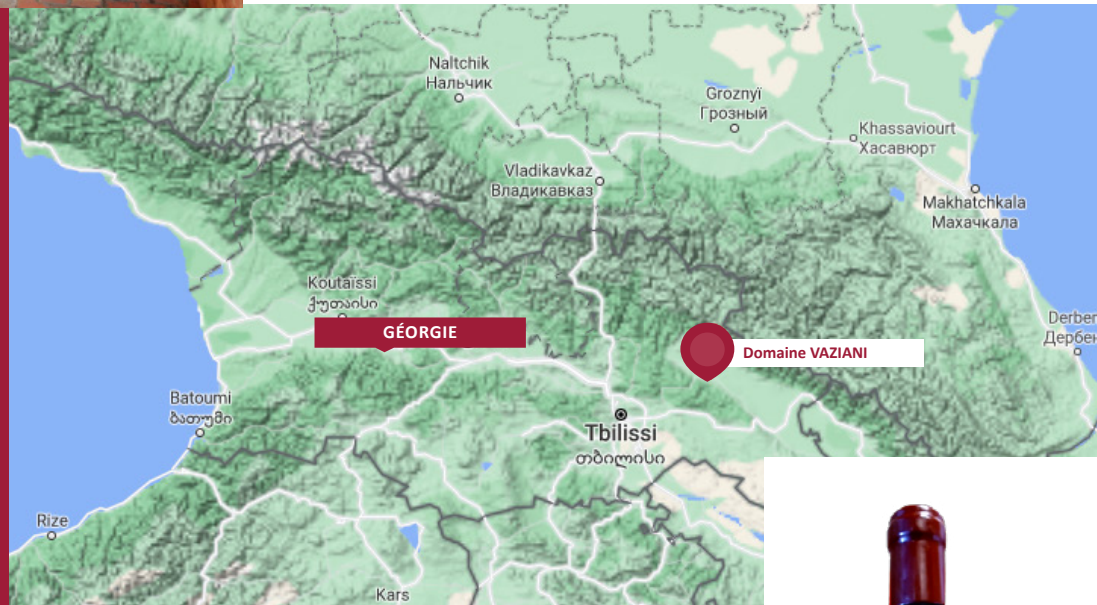 Naltchik
Нальчик
Groznyï
Грозный
Khassaviourt
Хасавюрт
Vladikavkaz
Владикавказ
Makhatchkala
Махачкала
Koutaïssi
ქუთაისი
GÉORGIE
Derben
Дербен
Domaine VAZIANI
Batoumi
ბათუმი
Tbilissi
თბილისი
Rize
Kars